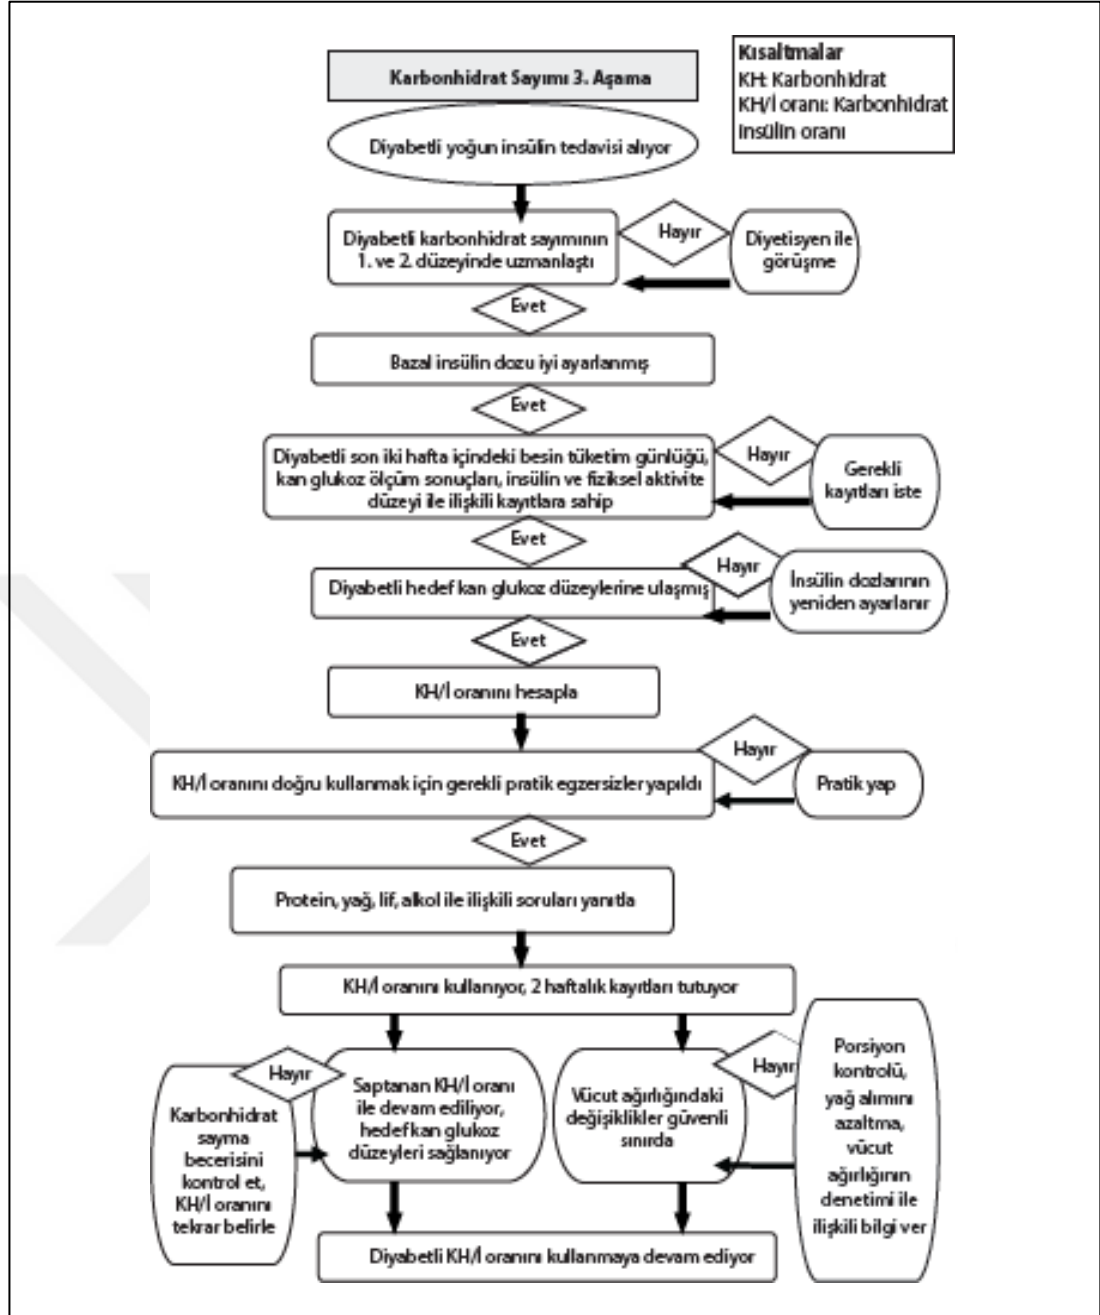 Karbonhidrat Sayımı 3. Aşama
Kısaltmalar
KH: Karbonhidrat
KH/İ oranı: Karbonhidrat
insülin oranı
Diyabetli yoğun insülin tedavisi alıyor
Diyabetli karbonhidrat sayımının
1. ve 2. düzeyinde uzmanlaştı
Hayır
Diyetisyen ile
görüşme
Evet
Bazal insülin dozu iyi ayarlanmış
Evet
Diyabetli son iki hafta içindeki besin tüketim günlüğü,
kan glukoz ölçüm sonuçları, insülin ve fiziksel aktivite
düzeyi ile ilişkili kayıtlara sahip
Hayır
Gerekli
kayıtları iste
Evet
Diyabetli hedef kan glukoz düzeylerine ulaşmış
Hayır
İnsülin dozlarının
yeniden ayarlanır
Evet
KH/İ oranını hesapla
KH/İ oranını doğru kullanmak için gerekli pratik egzersizler yapıldı
Hayır
Pratik yap
Evet
Protein, yağ, lif, alkol ile ilişkili soruları yanıtla
KH/İ oranını kullanıyor, 2 haftalık kayıtları tutuyor
Hayır
Karbonhidrat
sayma
becerisini
kontrol et,
KH/İ oranını
tekrar belirle
Saptanan KH/İ oranı
ile devam ediliyor,
hedef kan glukoz
düzeyleri sağlanıyor
Vücut ağırlığındaki
değişiklikler güvenli
sınırda
Hayır
Porsiyon
kontrolü,
yağ alımını
azaltma,
vücut
ağırlığının
denetimi ile
ilişkili bilgi ver
Diyabetli KH/İ oranını kullanmaya devam ediyor